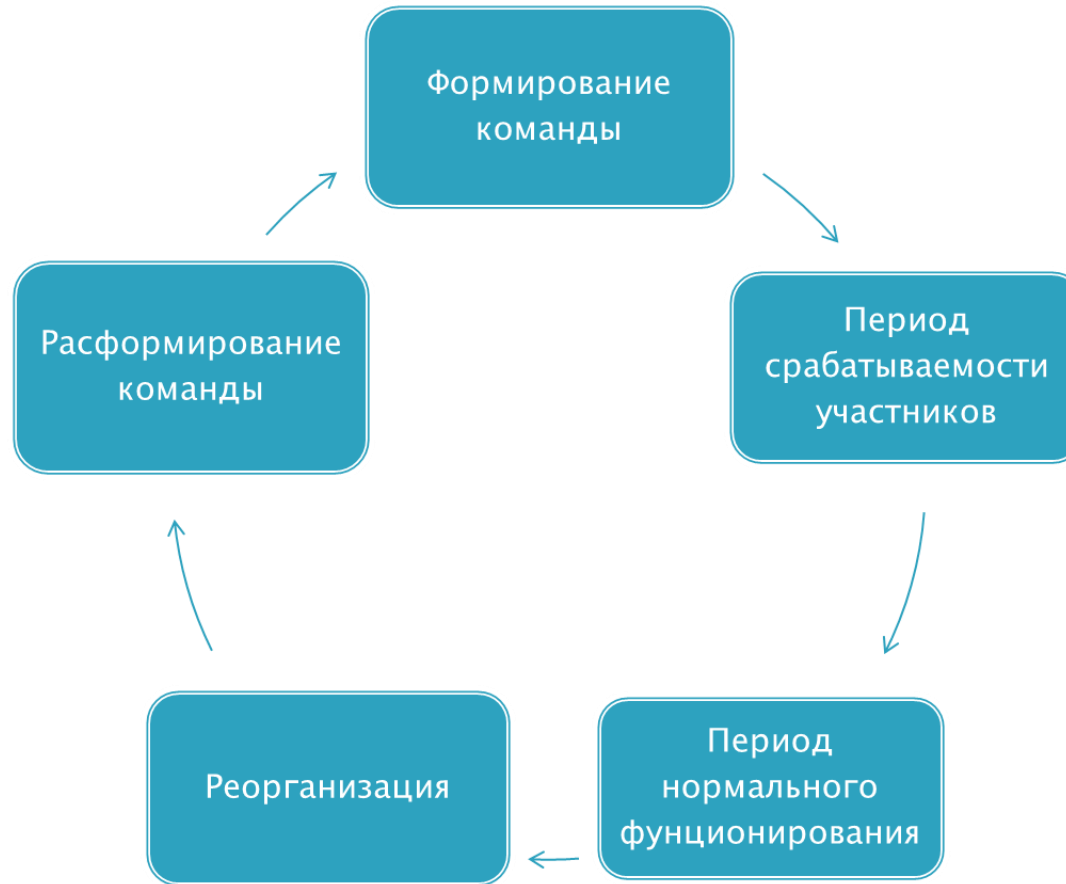 Формирование
команды
Период
срабатываемости
участников
Период
нормального
фунционирования
Реорганизация
Расформирование
команды